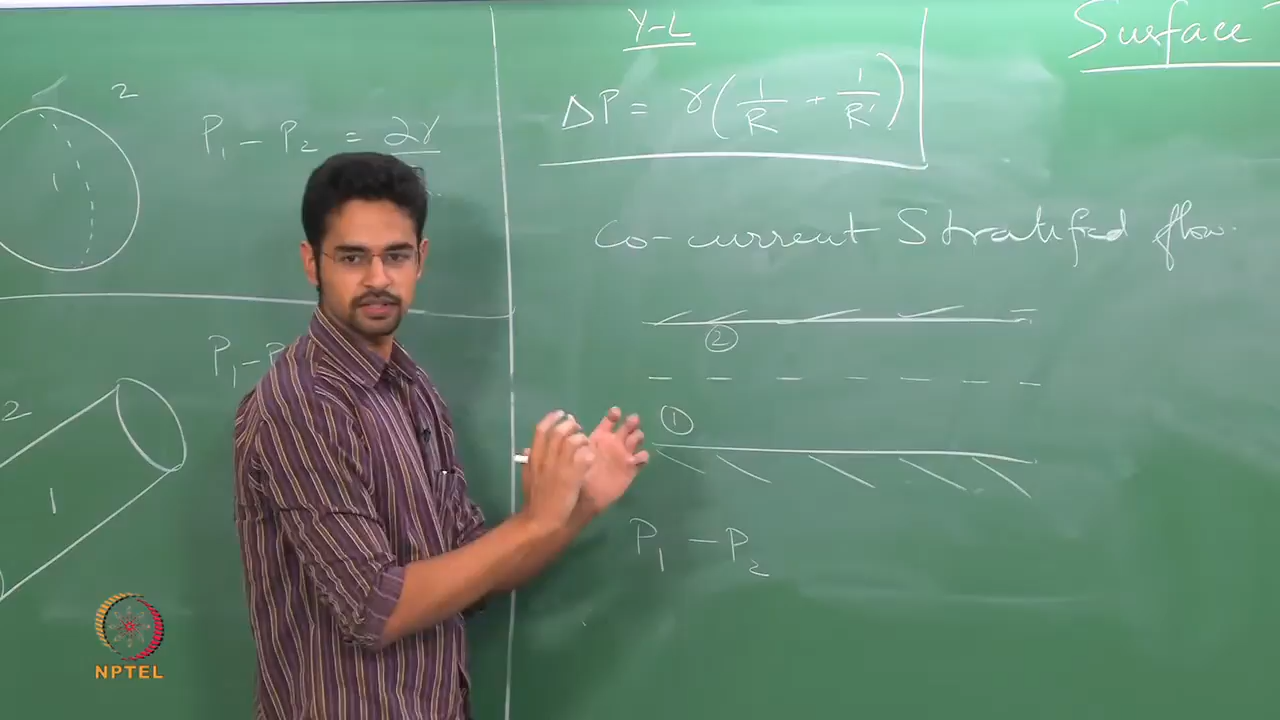 Surface
Y-L
ΔP = γ(1/R + 1/R')
2
1
P₁ - P₂ = 2γ
Co-current Stratified flow.
②
①
P₁ - P₂
P₁ - P
2
1
NPTEL